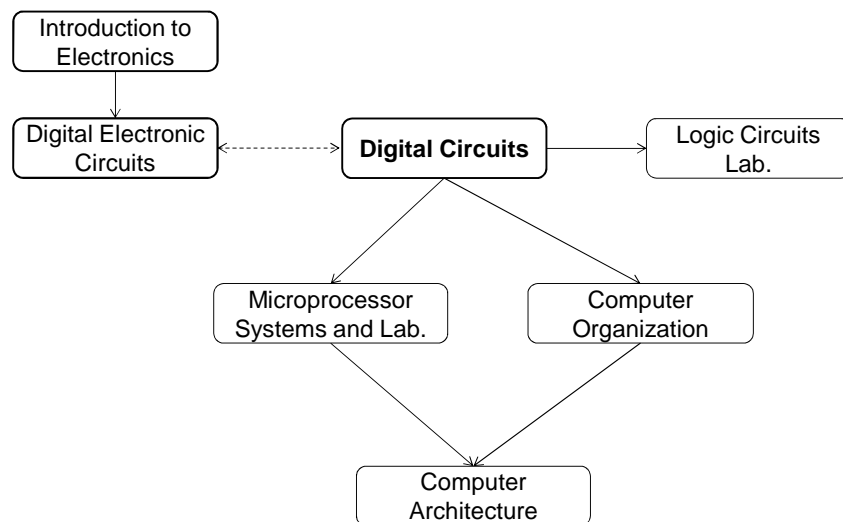 Introduction to
Electronics
Digital Electronic
Circuits
Digital Circuits
Logic Circuits
Lab.
Microprocessor
Systems and Lab.
Computer
Organization
Computer
Architecture